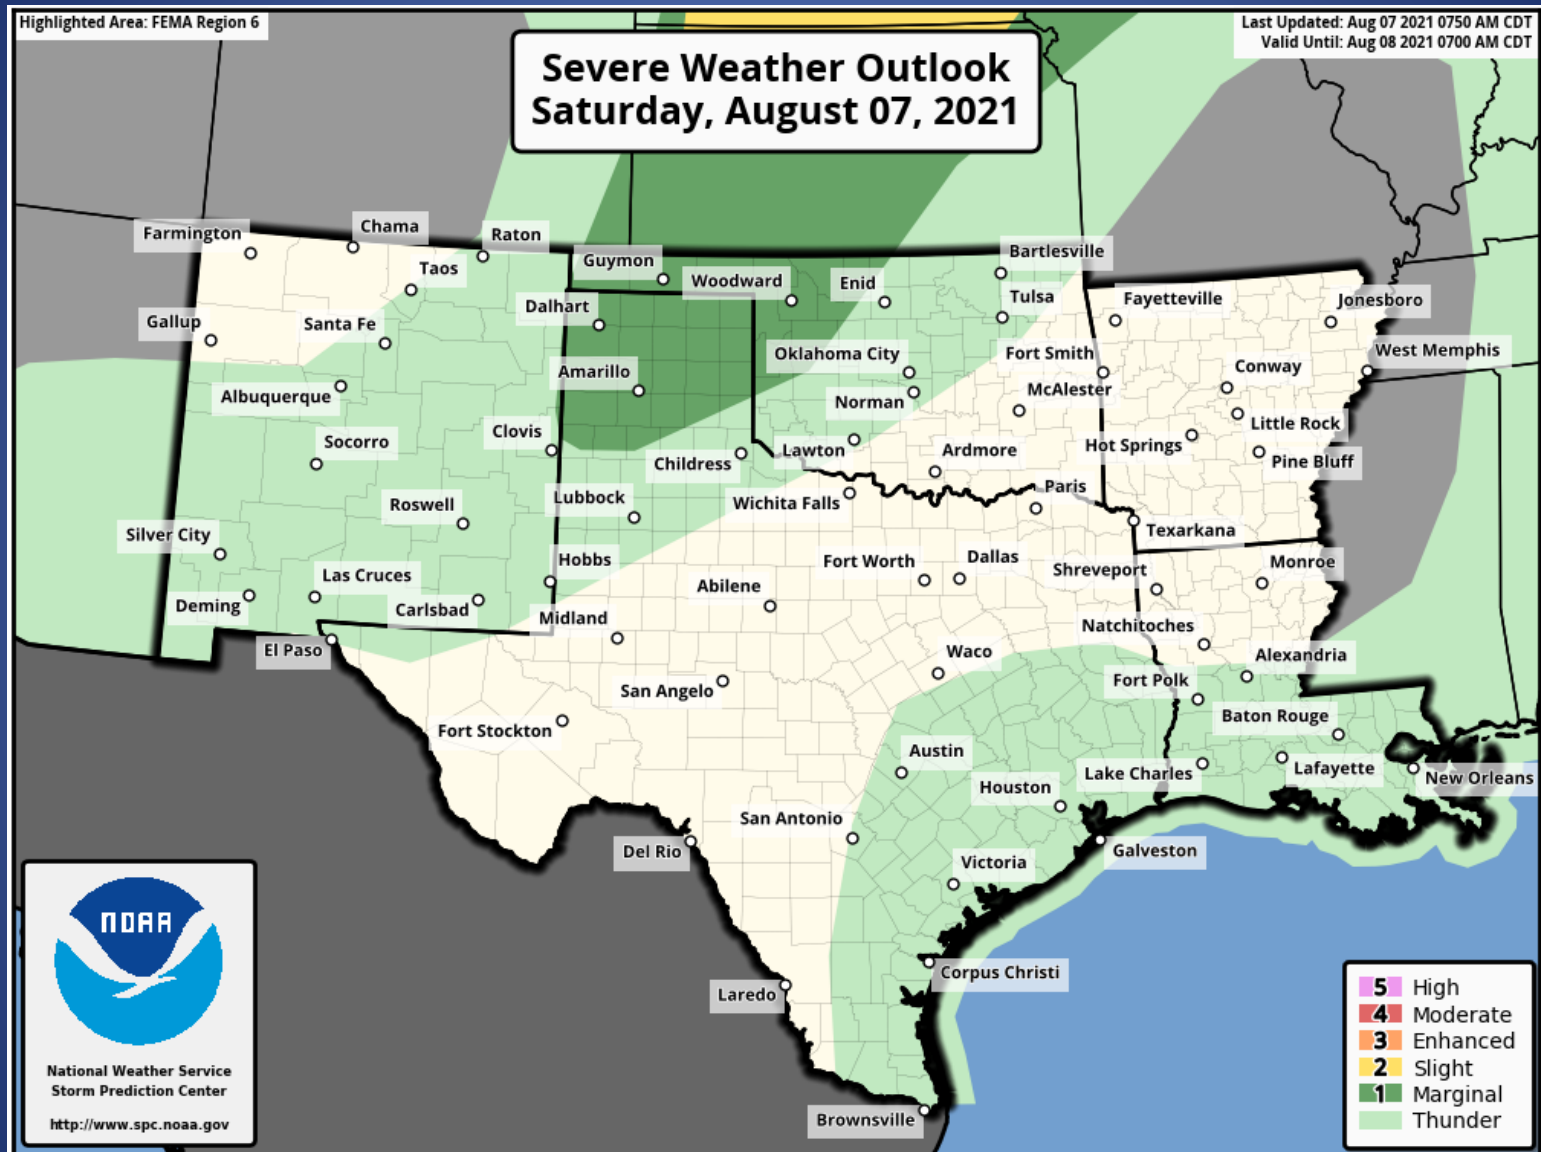 Highlighted Area: FEMA Region 6
Last Updated: Aug 07 2021 0750 AM CDT
Valid Until: Aug 08 2021 0700 AM CDT
Severe Weather Outlook
Saturday, August 07, 2021
Farmington
Chama
Raton
Taos
Guymon
Woodward
Enid
Bartlesville
Tulsa
Fayetteville
Jonesboro
Gallup
Santa Fe
Dalhart
Oklahoma City
Fort Smith
West Memphis
Albuquerque
Amarillo
Norman
McAlester
Conway
Socorro
Clovis
Childress
Lawton
Ardmore
Hot Springs
Little Rock
Pine Bluff
Roswell
Lubbock
Wichita Falls
Paris
Texarkana
Silver City
Las Cruces
Hobbs
Abilene
Fort Worth
Dallas
Shreveport
Monroe
Deming
Carlsbad
Midland
Natchitoches
El Paso
San Angelo
Waco
Fort Polk
Alexandria
Fort Stockton
Austin
Baton Rouge
Houston
Lake Charles
Lafayette
New Orleans
San Antonio
Del Rio
Victoria
Galveston
Laredo
Corpus Christi
Brownsville
NOAA
National Weather Service
Storm Prediction Center
http://www.spc.noaa.gov
5 High
4 Moderate
3 Enhanced
2 Slight
1 Marginal
Thunder